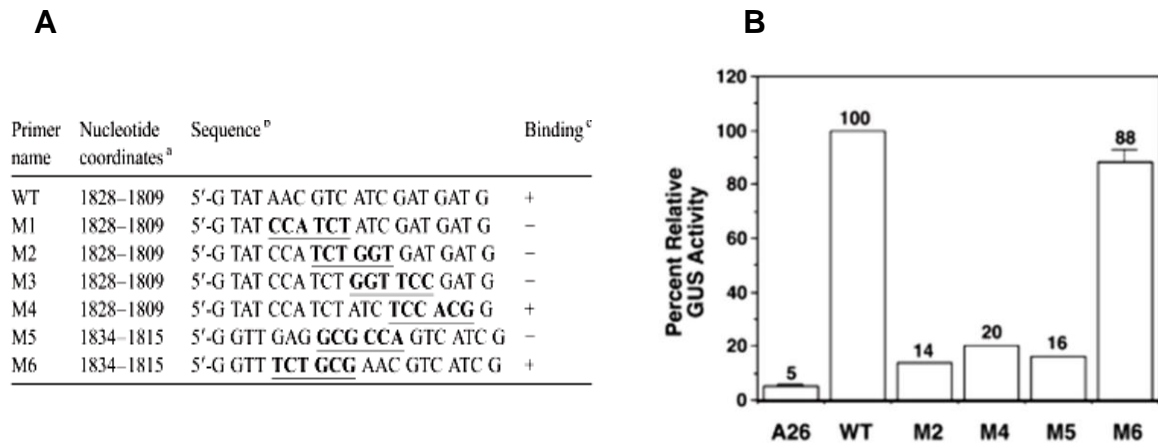 A
B
Primer Nucleotide Sequence b Binding c
name coordinates a
WT 1828–1809 5′-G TAT AAC GTC ATC GAT GAT G +
M1 1828–1809 5′-G TAT CCA TCT ATC GAT GAT G –
M2 1828–1809 5′-G TAT CCA TCT GGT GAT GAT G –
M3 1828–1809 5′-G TAT CCA TCT GGT TCC GAT G –
M4 1828–1809 5′-G TAT CCA TCT ATC TCC ACG G +
M5 1834–1815 5′-G GTT GAG GCG CCA GTC ATC G –
M6 1834–1815 5′-G GTT TCT GCG AAC GTC ATC G +
Percent Relative
GUS Activity
120
100
80
60
40
20
0
5
100
14
20
16
88
A26 WT M2 M4 M5 M6